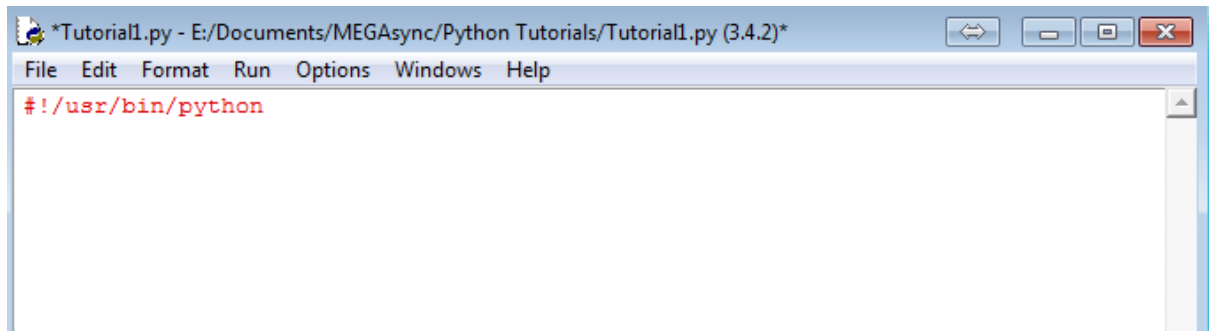 *Tutorial1.py - E:/Documents/MEGAsync/Python Tutorials/Tutorial1.py (3.4.2)*
File Edit Format Run Options Windows Help
#!/usr/bin/python